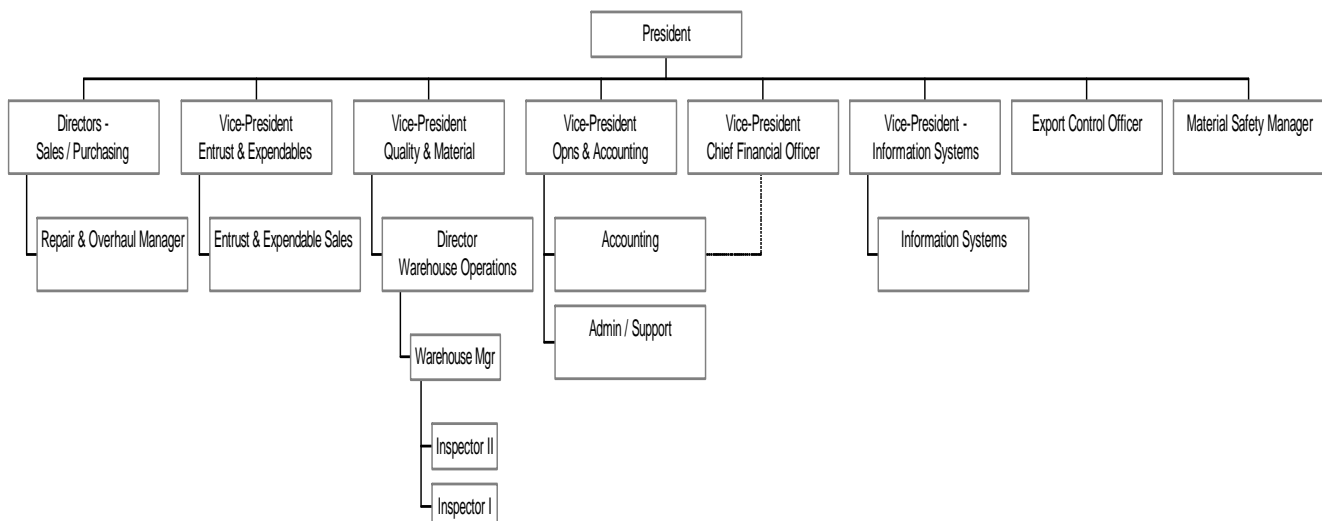 President
Directors -
Sales / Purchasing
Vice-President
Entrust & Expendables
Vice-President
Quality & Material
Vice-President
Opns & Accounting
Vice-President
Chief Financial Officer
Vice-President -
Information Systems
Export Control Officer
Material Safety Manager
Repair & Overhaul Manager
Entrust & Expendable Sales
Director
Warehouse Operations
Accounting
Information Systems
Admin / Support
Warehouse Mgr
Inspector II
Inspector I